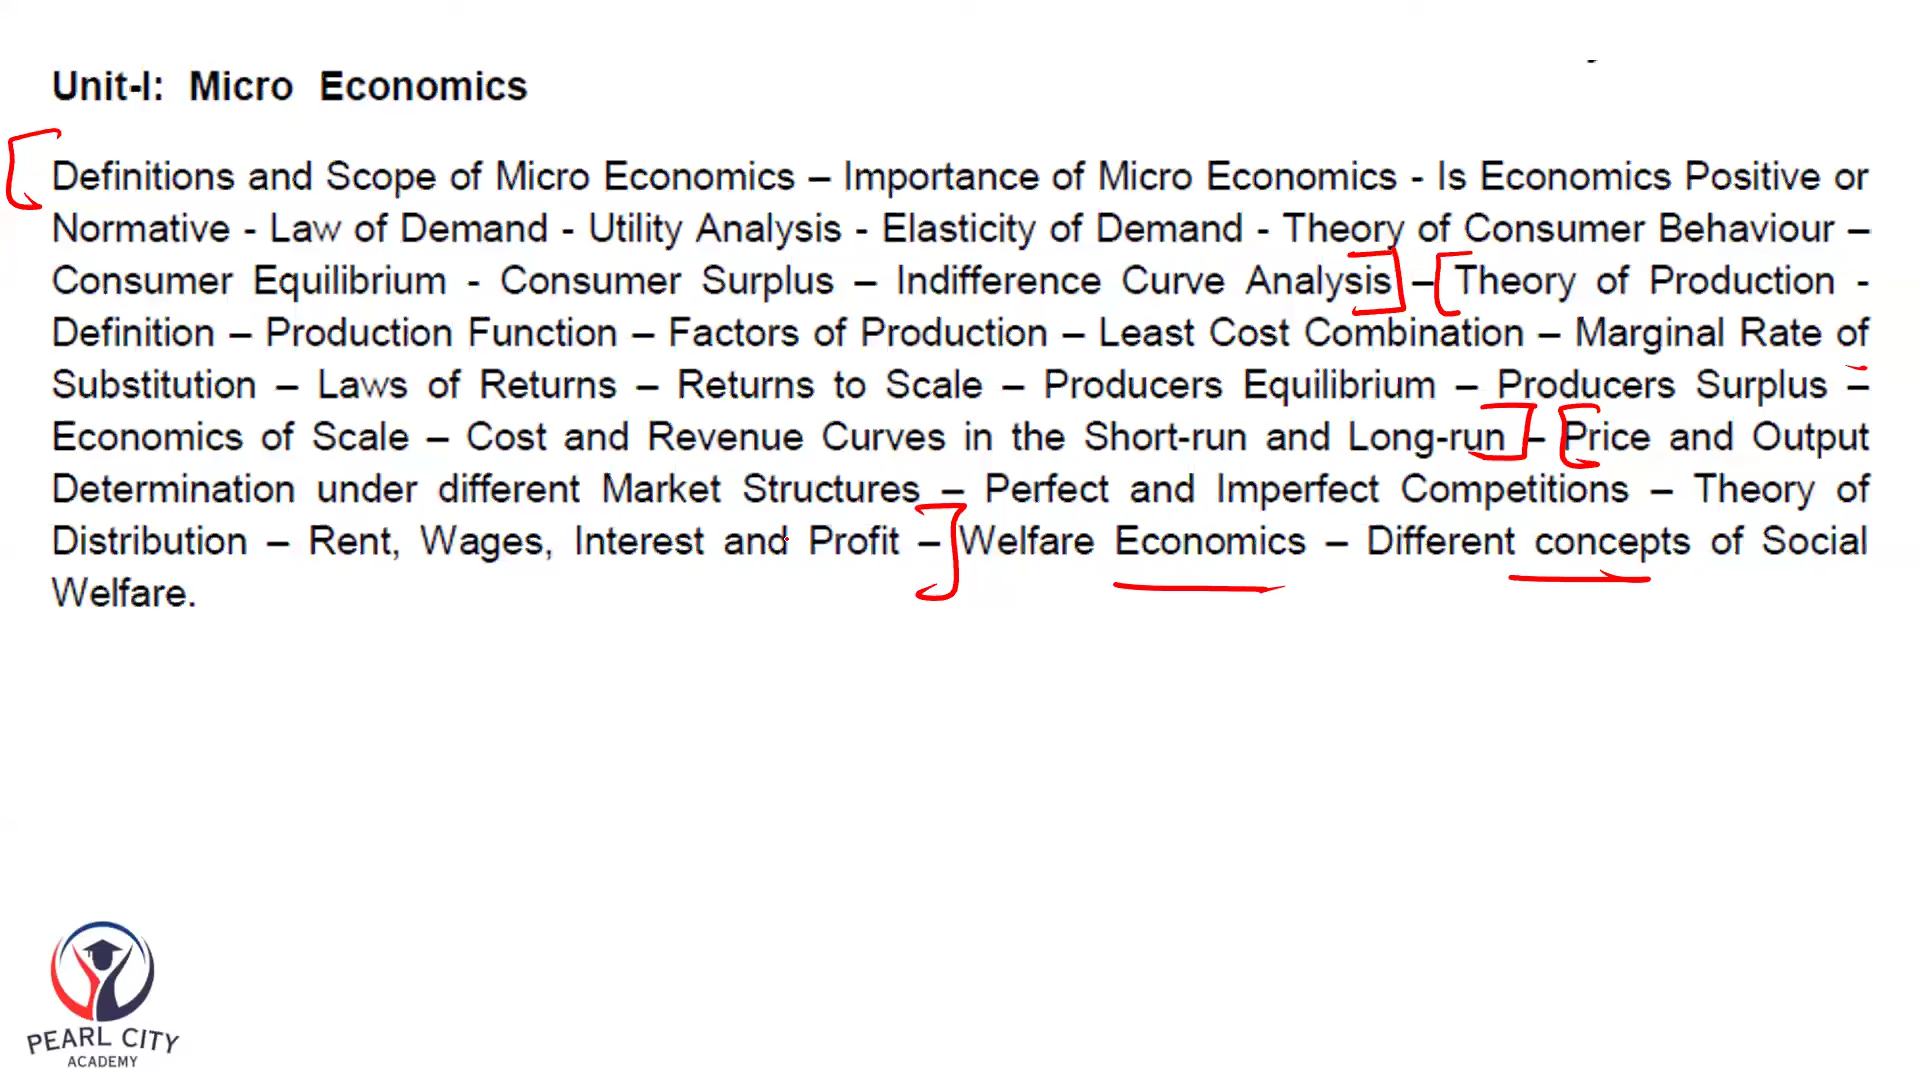 Unit-I: Micro Economics
Definitions and Scope of Micro Economics – Importance of Micro Economics - Is Economics Positive or
Normative - Law of Demand - Utility Analysis - Elasticity of Demand - Theory of Consumer Behaviour –
Consumer Equilibrium - Consumer Surplus – Indifference Curve Analysis – Theory of Production -
Definition – Production Function – Factors of Production – Least Cost Combination – Marginal Rate of
Substitution – Laws of Returns – Returns to Scale – Producers Equilibrium – Producers Surplus –
Economics of Scale – Cost and Revenue Curves in the Short-run and Long-run – Price and Output
Determination under different Market Structures – Perfect and Imperfect Competitions – Theory of
Distribution – Rent, Wages, Interest and Profit – Welfare Economics – Different concepts of Social
Welfare.
PEARL CITY
ACADEMY